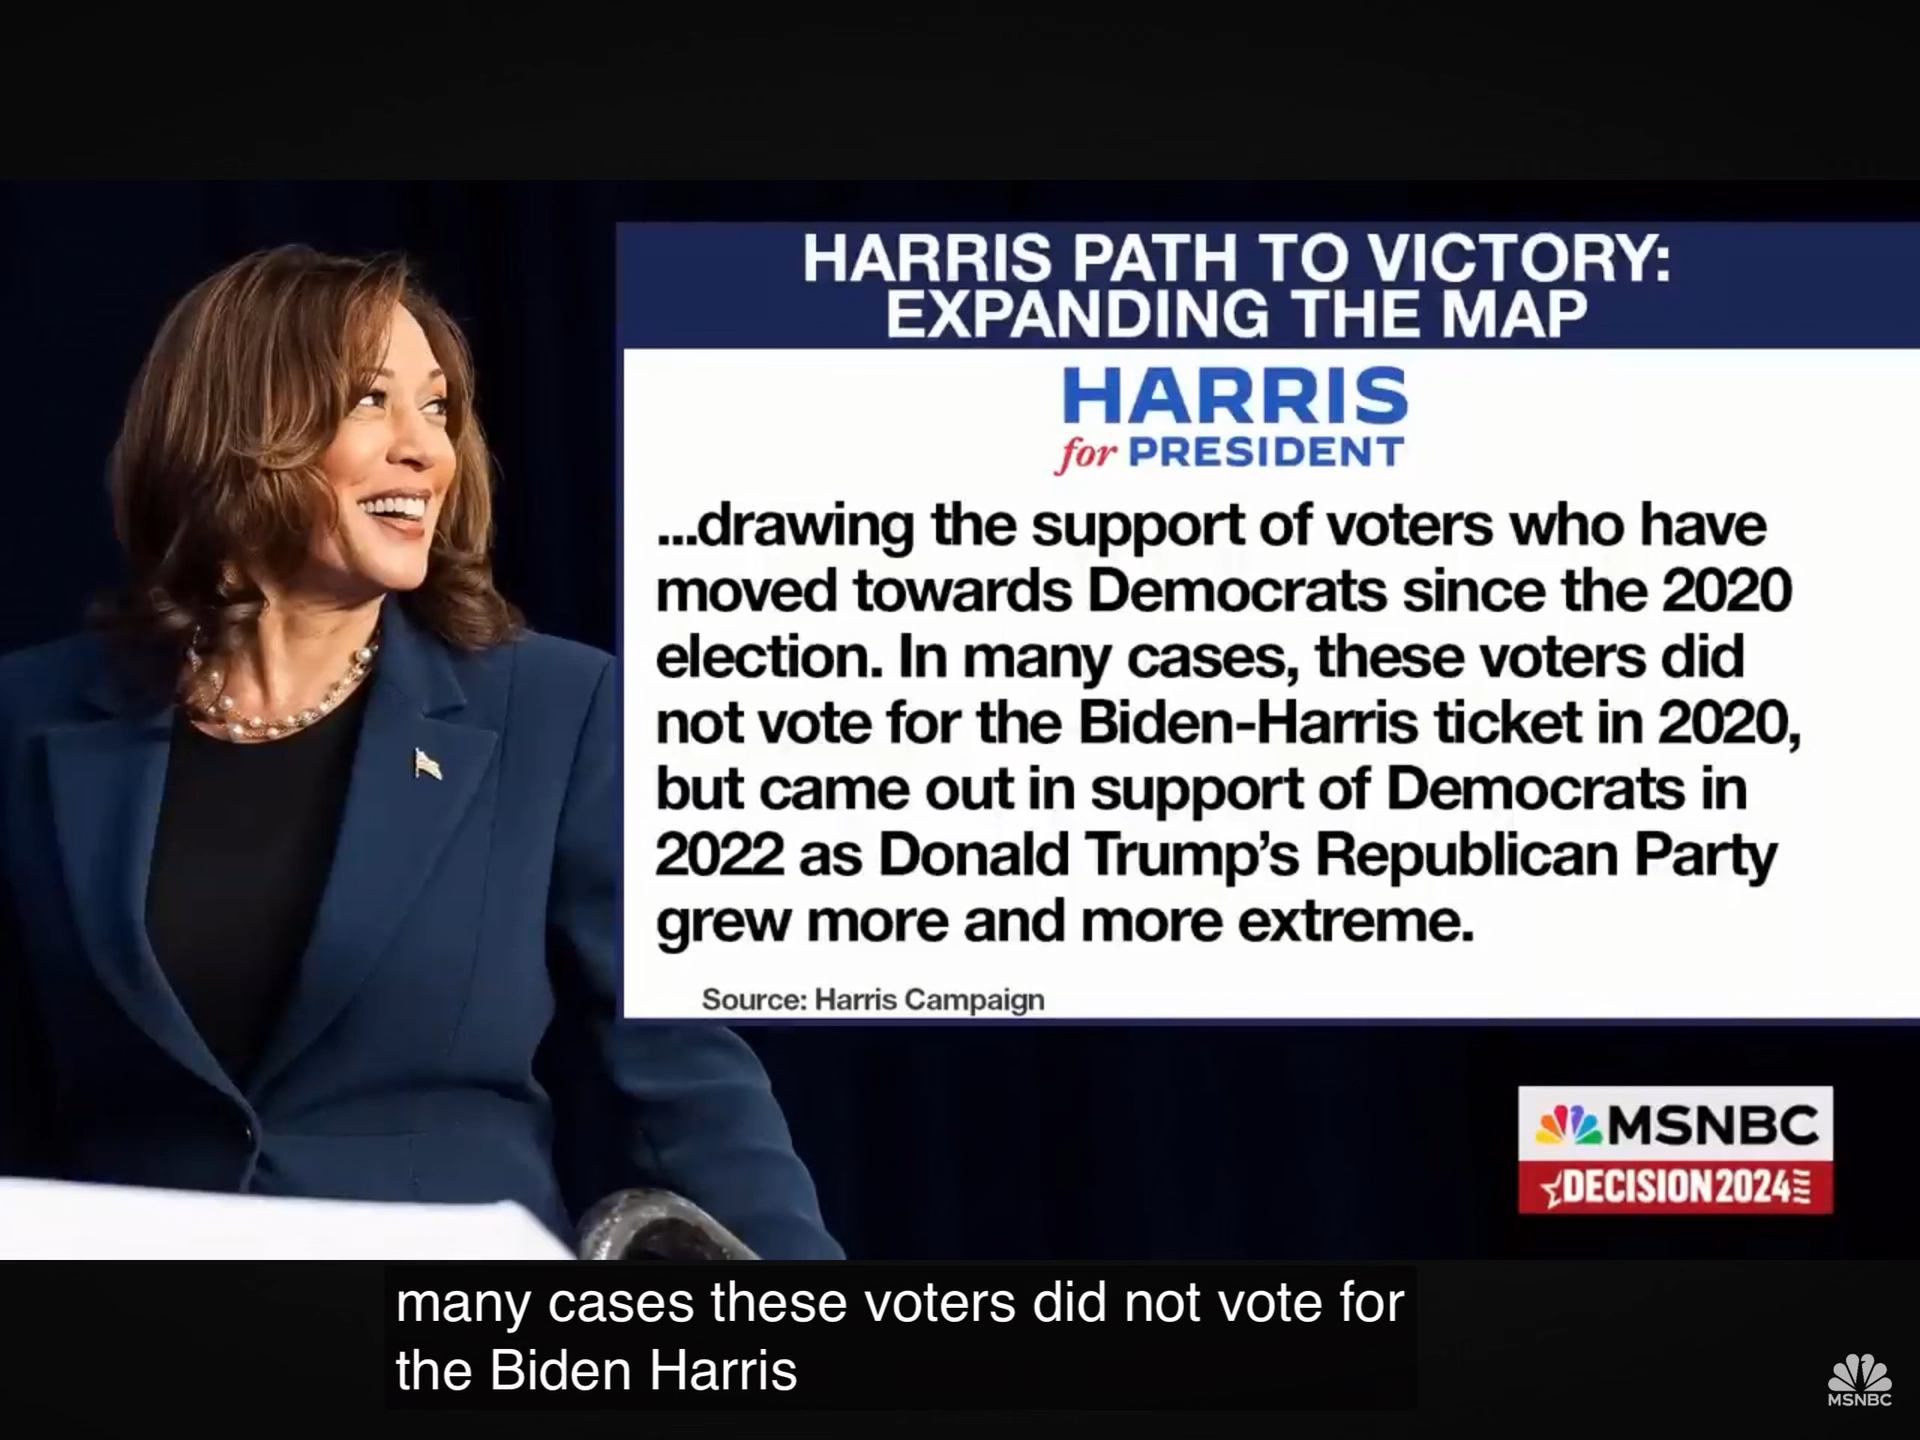 HARRIS PATH TO VICTORY:
EXPANDING THE MAP
HARRIS
for PRESIDENT
...drawing the support of voters who have
moved towards Democrats since the 2020
election. In many cases, these voters did
not vote for the Biden-Harris ticket in 2020,
but came out in support of Democrats in
2022 as Donald Trump’s Republican Party
grew more and more extreme.
Source: Harris Campaign
MSNBC
DECISION 2024
many cases these voters did not vote for
the Biden Harris
MSNBC